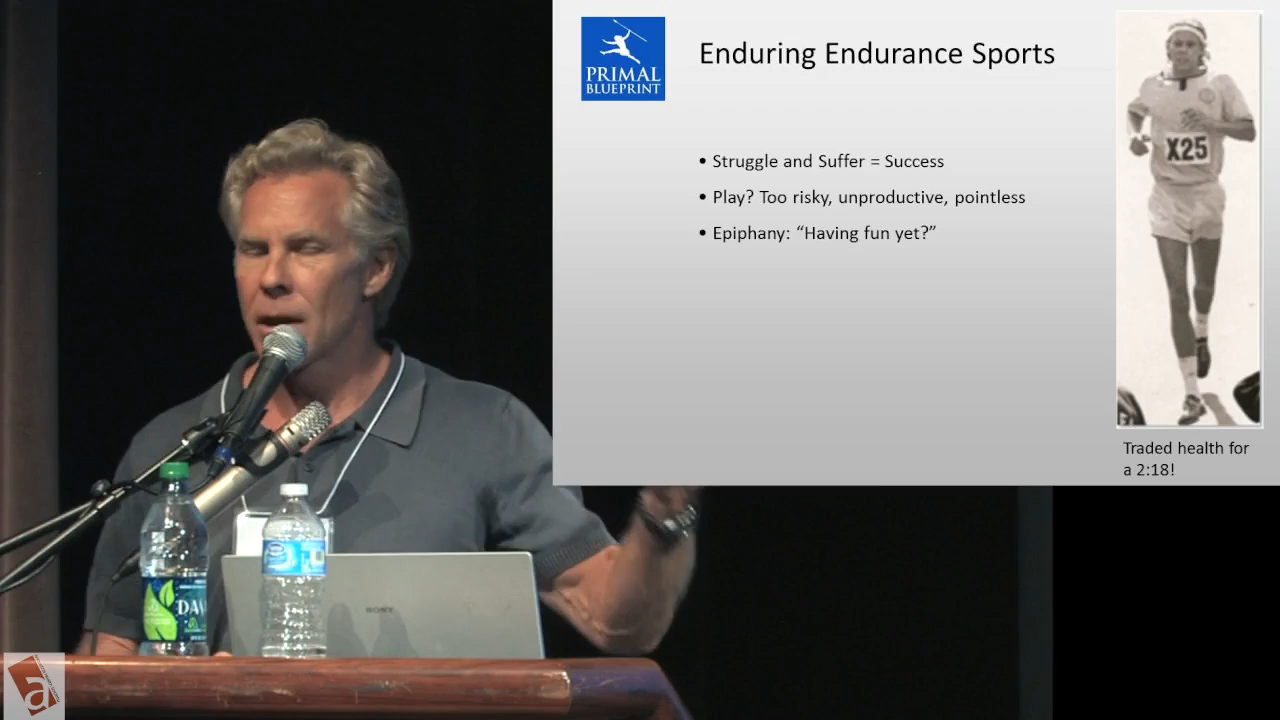 PRIMAL
BLUEPRINT
Enduring Endurance Sports
• Struggle and Suffer = Success
• Play? Too risky, unproductive, pointless
• Epiphany: “Having fun yet?”
X25
Traded health for
a 2:18!
SONY
DA
a